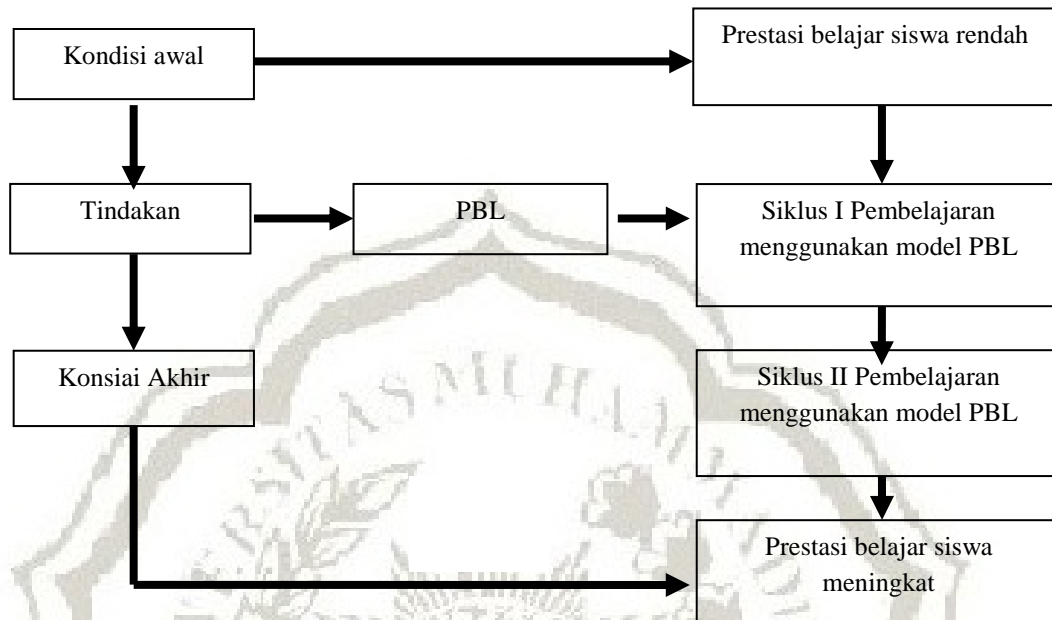 Kondisi awal
Prestasi belajar siswa rendah
Tindakan
PBL
Siklus I Pembelajaran
menggunakan model PBL
Konsiai Akhir
Siklus II Pembelajaran
menggunakan model PBL
Prestasi belajar siswa
meningkat